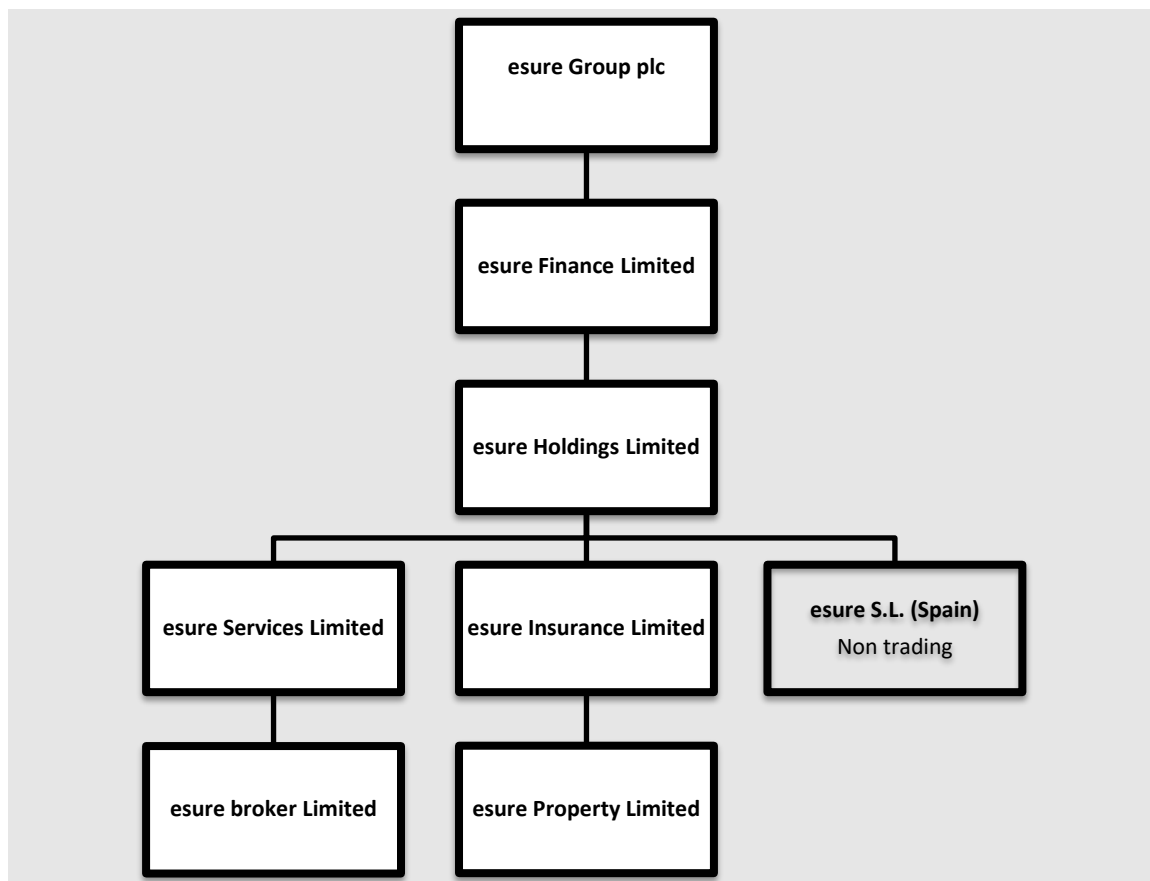 esure Group plc
esure Finance Limited
esure Holdings Limited
esure Services Limited
esure Insurance Limited
esure S.L. (Spain)
Non trading
esure broker Limited
esure Property Limited